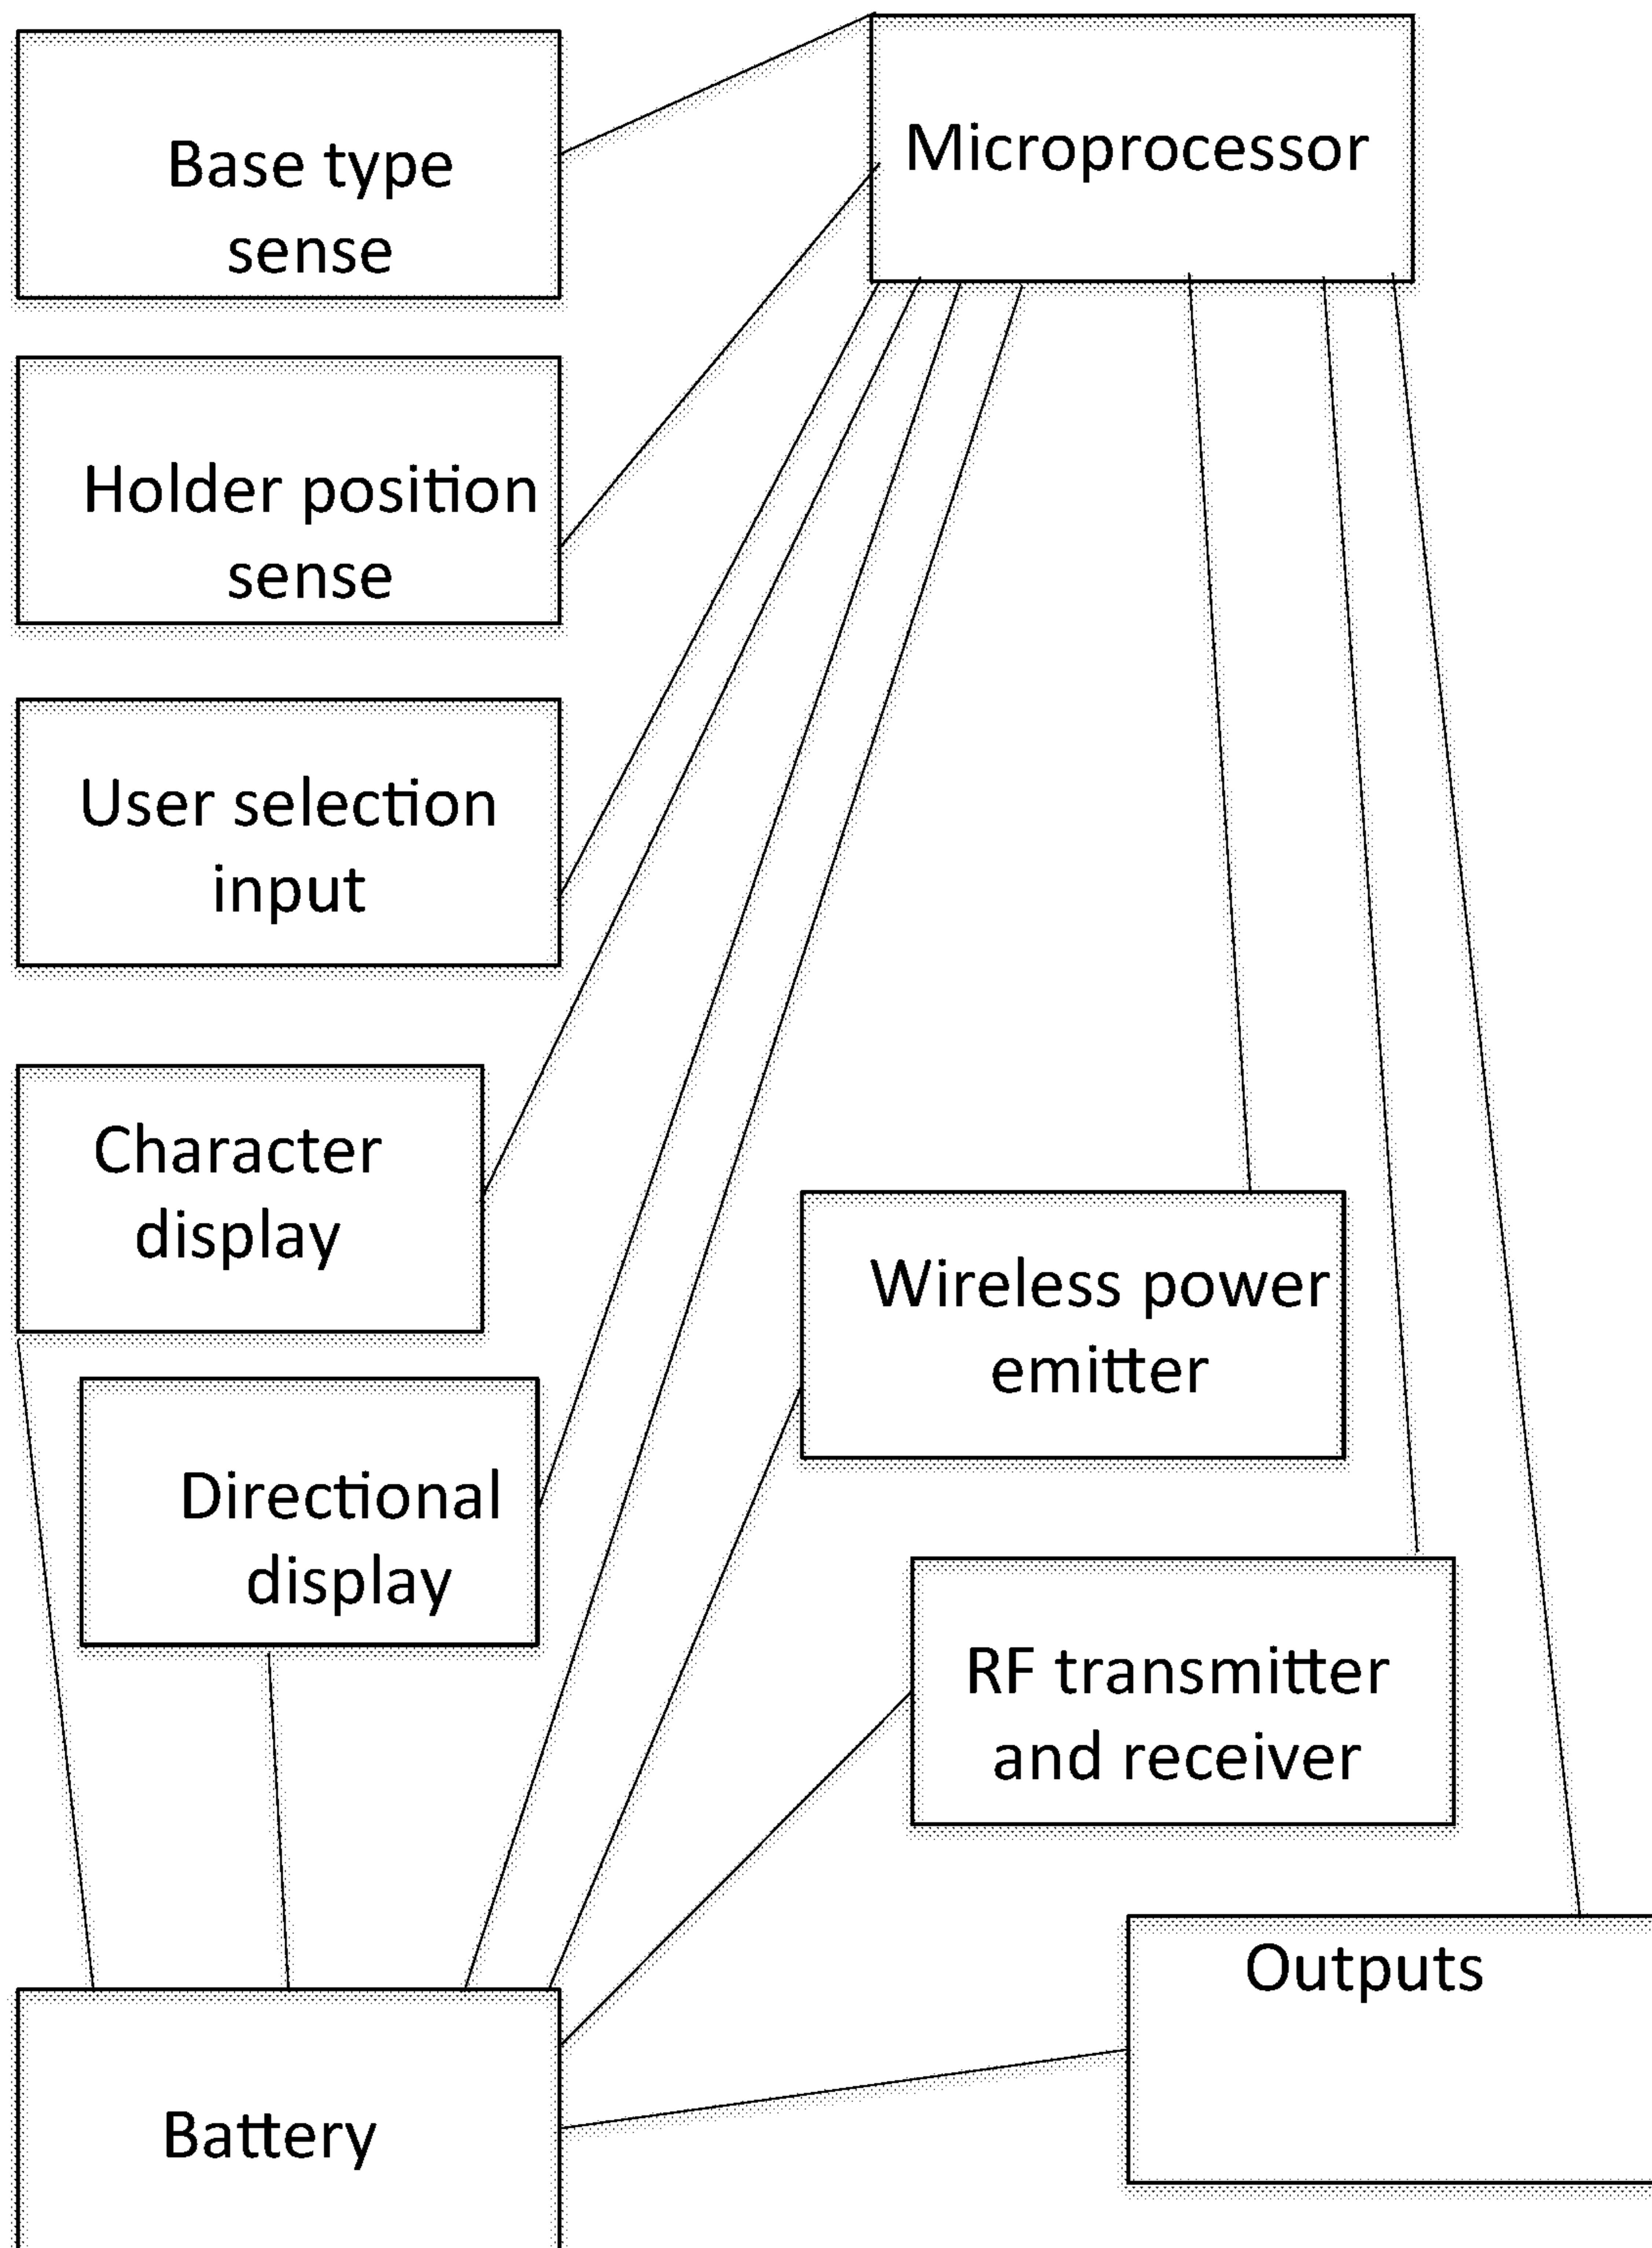 Base type
sense
Microprocessor
Holder position
sense
User selection
input
Character
display
Wireless power
emitter
Directional
display
RF transmitter
and receiver
Outputs
Battery